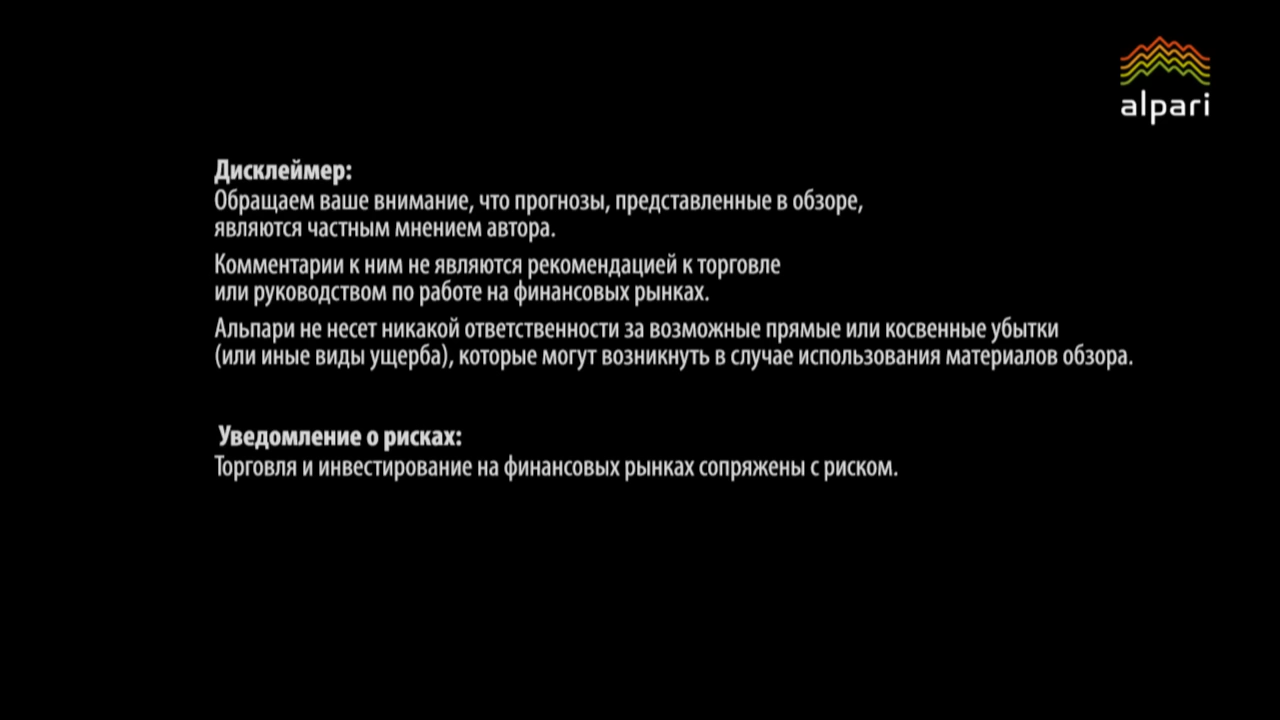 alpari
Дисклеймер:
Обращаем ваше внимание, что прогнозы, представленные в обзоре,
являются частным мнением автора.
Комментарии к ним не являются рекомендацией к торговле
или руководством по работе на финансовых рынках.
Альпари не несет никакой ответственности за возможные прямые или косвенные убытки
(или иные виды ущерба), которые могут возникнуть в случае использования материалов обзора.
Уведомление о рисках:
Торговля и инвестирование на финансовых рынках сопряжены с риском.